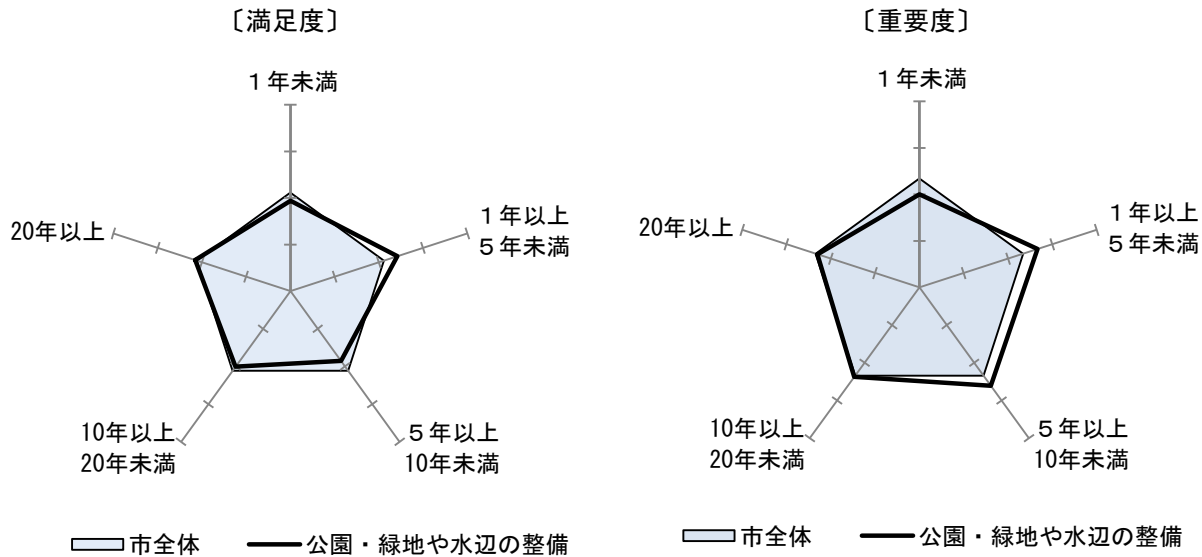 〔満足度〕
１年未満
１年以上
５年未満
５年以上
10年未満
10年以上
20年未満
20年以上
市全体
公園・緑地や水辺の整備
〔重要度〕
１年未満
１年以上
５年未満
５年以上
10年未満
10年以上
20年未満
20年以上
市全体
公園・緑地や水辺の整備